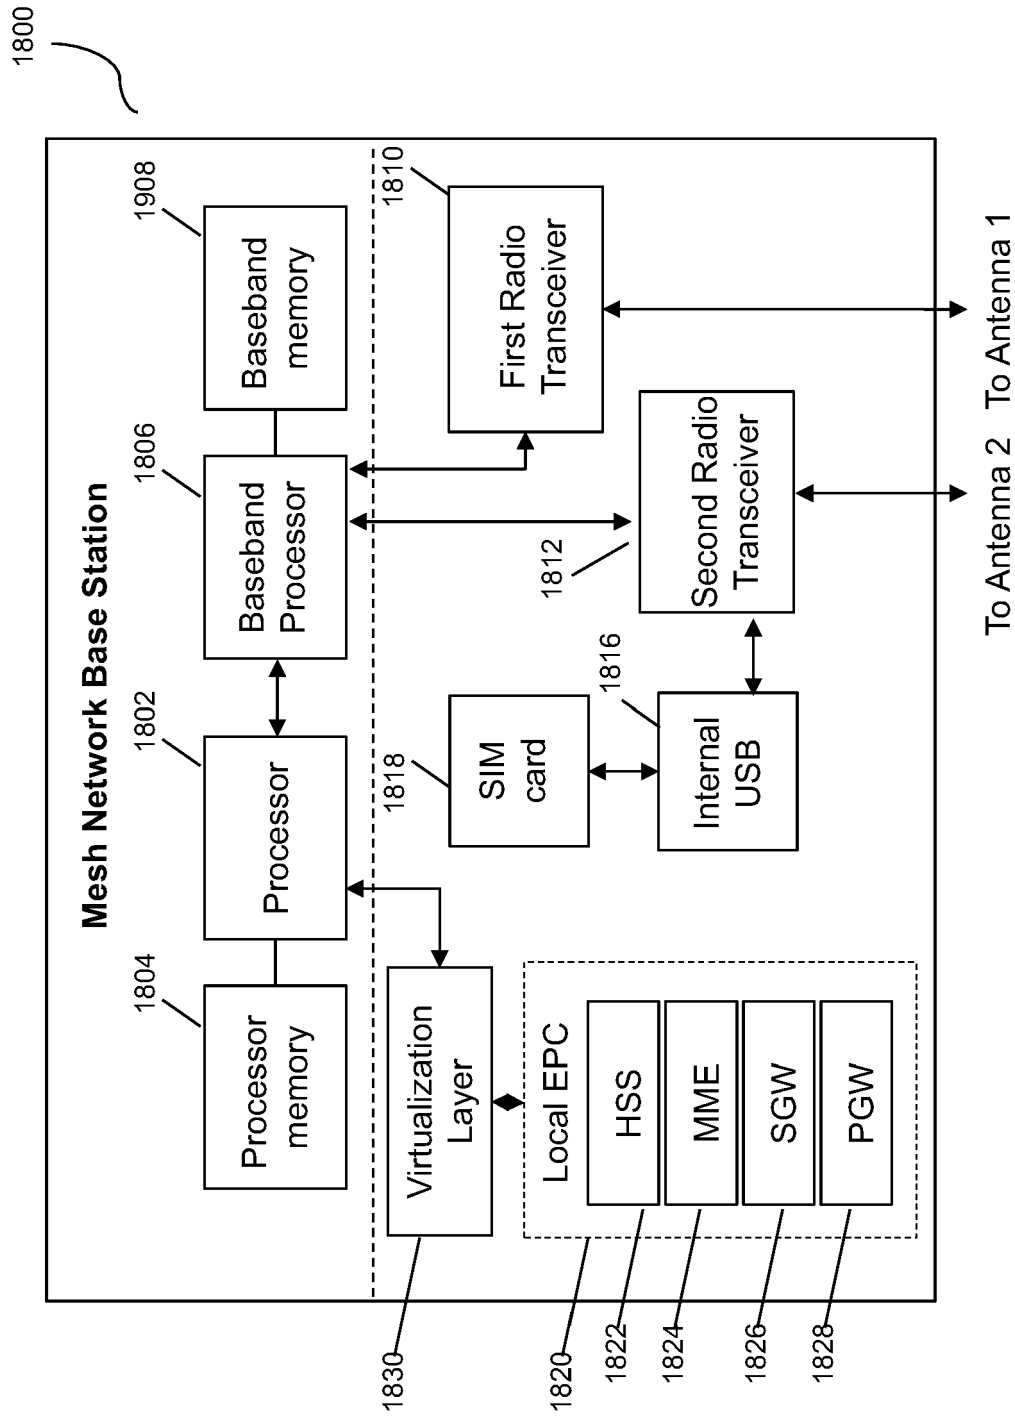 1800
Mesh Network Base Station
1804
1802
1806
1908
Processor
memory
Processor
Baseband
Processor
Baseband
memory
1830
Virtualization
Layer
1818
SIM
card
1810
First Radio
Transceiver
1820
Local EPC
1822
HSS
1824
MME
1826
SGW
1828
PGW
1816
Internal
USB
1812
Second Radio
Transceiver
To Antenna 2
To Antenna 1